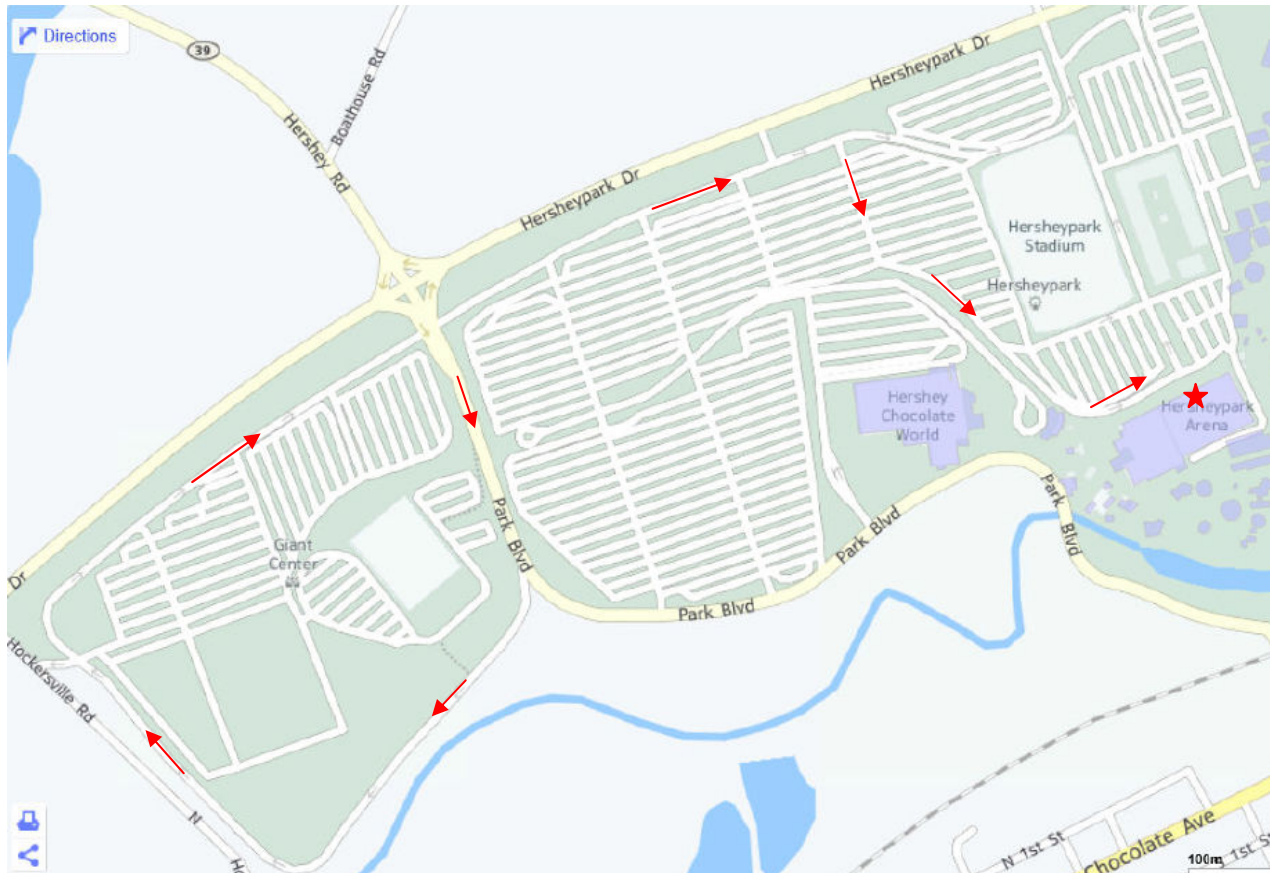 Directions
39
Boathouse Rd
Hershey Rd
Hersheypark Dr
Hersheypark Dr
Hersheypark
Stadium
Hersheypark
Hershey
Chocolate
World
Hersheypark
Arena
Giant
Center
Park Blvd
Park Blvd
Park Blvd
Park Blvd
Dr
Hockersville Rd
N
Ho
N 1st St
Chocolate Ave
1st St
100m